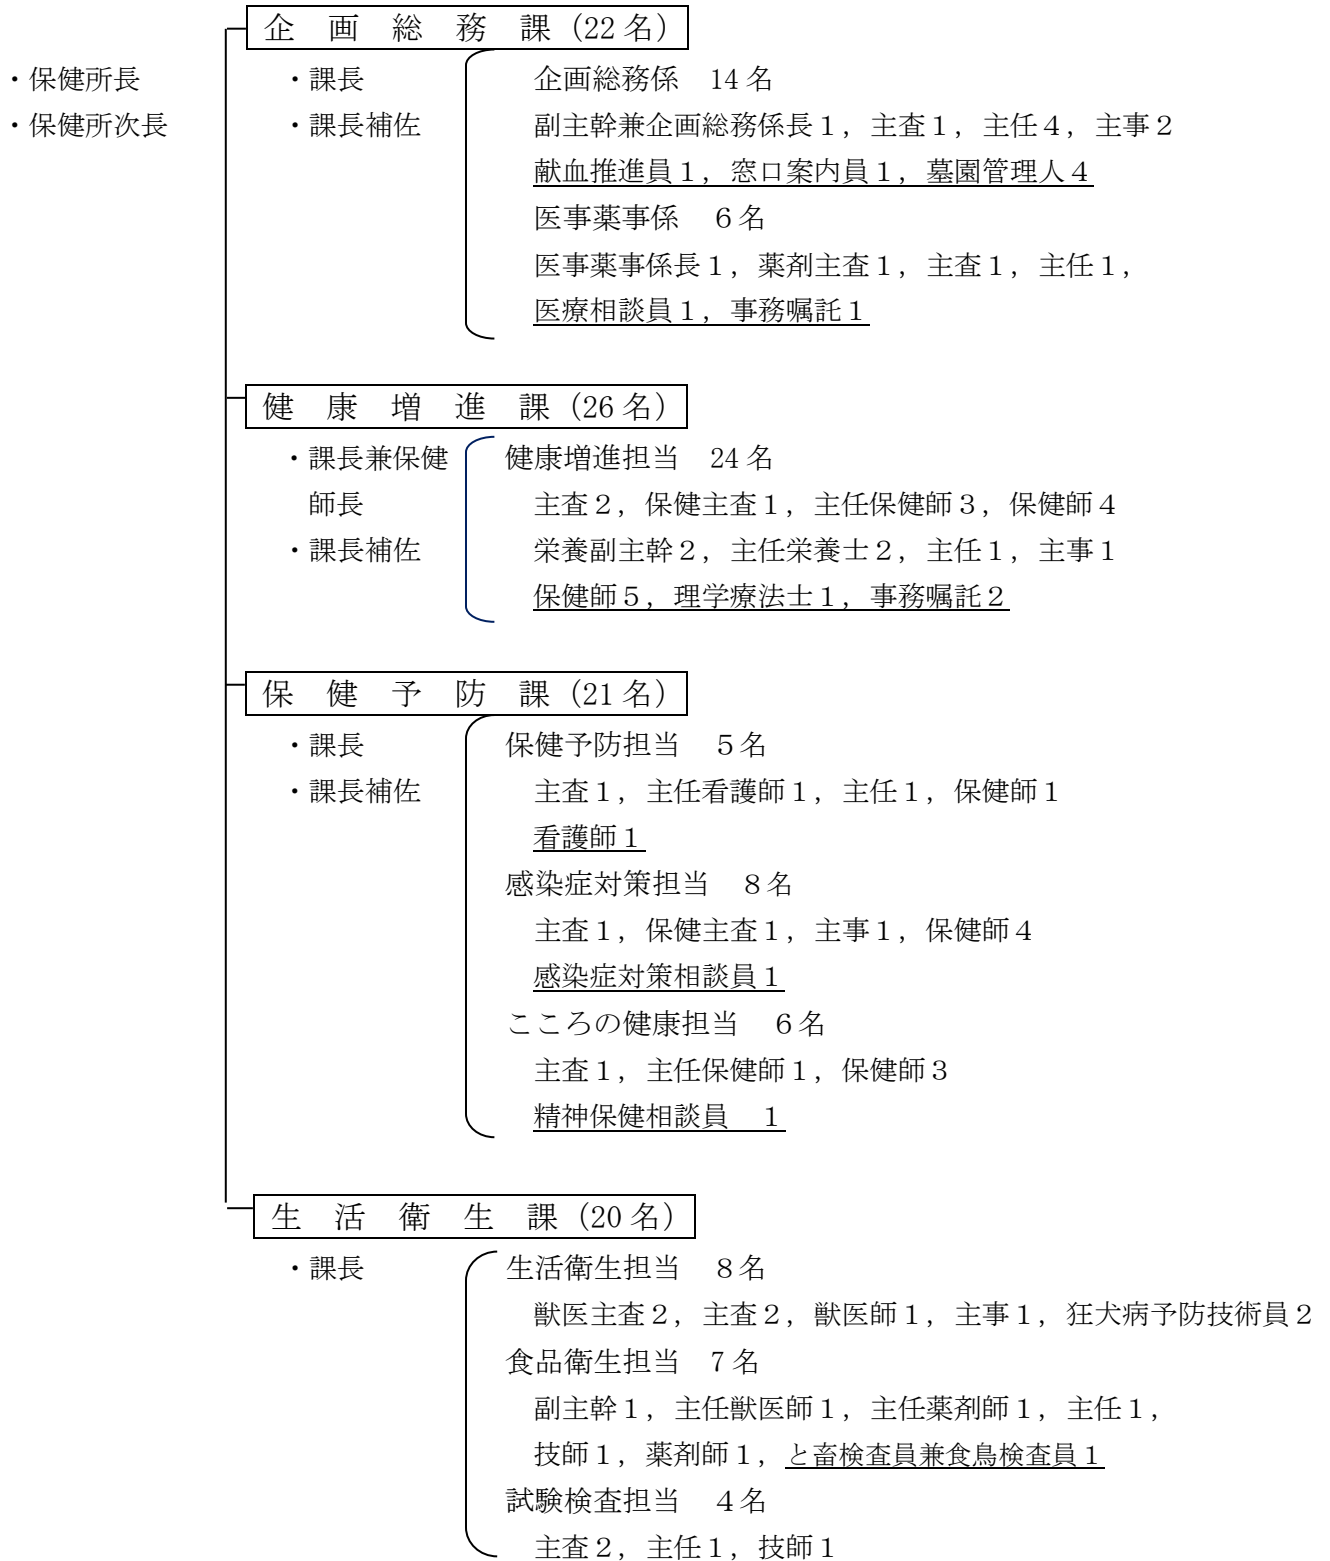 企　画　総　務　課（22名）
・保健所長
・保健所次長
・課長
・課長補佐
企画総務係　14名
副主幹兼企画総務係長１，主査１，主任４，主事２
献血推進員１，窓口案内員１，墓園管理人４
医事薬事係　６名
医事薬事係長１，薬剤主査１，主査１，主任１，
医療相談員１，事務嘱託１
健　康　増　進　課（26名）
・課長兼保健
師長
・課長補佐
健康増進担当　24名
主査２，保健主査１，主任保健師３，保健師４
栄養副主幹２，主任栄養士２，主任１，主事１
保健師５，理学療法士１，事務嘱託２
保　健　予　防　課（21名）
・課長
・課長補佐
保健予防担当　５名
主査１，主任看護師１，主任１，保健師１
看護師１
感染症対策担当　８名
主査１，保健主査１，主事１，保健師４
感染症対策相談員１
こころの健康担当　６名
主査１，主任保健師１，保健師３
精神保健相談員　１
生　活　衛　生　課（20名）
・課長
生活衛生担当　８名
獣医主査２，主査２，獣医師１，主事１，狂犬病予防技術員２
食品衛生担当　７名
副主幹１，主任獣医師１，主任薬剤師１，主任１，
技師１，薬剤師１，と畜検査員兼食鳥検査員１
試験検査担当　４名
主査２，主任１，技師１